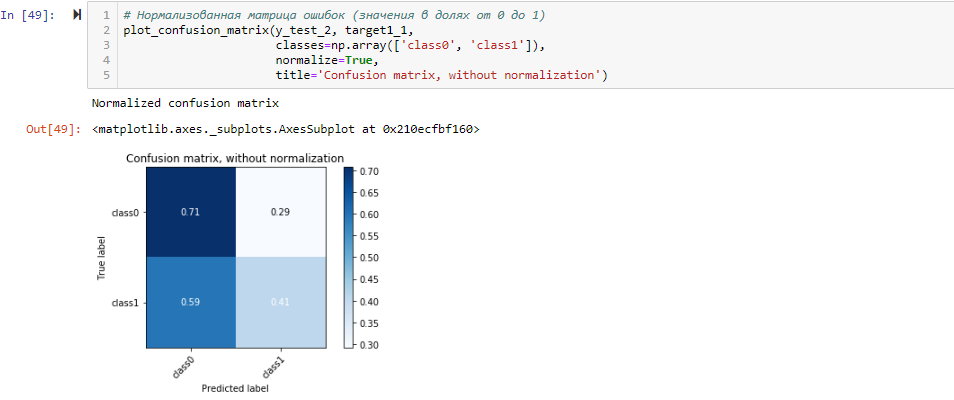 In [49]:
1 # Нормализованная матрица ошибок (значения в долях от 0 до 1)
2 plot_confusion_matrix(y_test_2, target1_1,
3 classes=np.array(['class0', 'class1']),
4 normalize=True,
5 title='Confusion matrix, without normalization')
Normalized confusion matrix
Out[49]: <matplotlib.axes._subplots.AxesSubplot at 0x210ecfbf160>
Confusion matrix, without normalization
True label
class0
class1
0.71 0.29
0.59 0.41
class0 class1
Predicted label
0.70
0.65
0.60
0.55
0.50
0.45
0.40
0.35
0.30